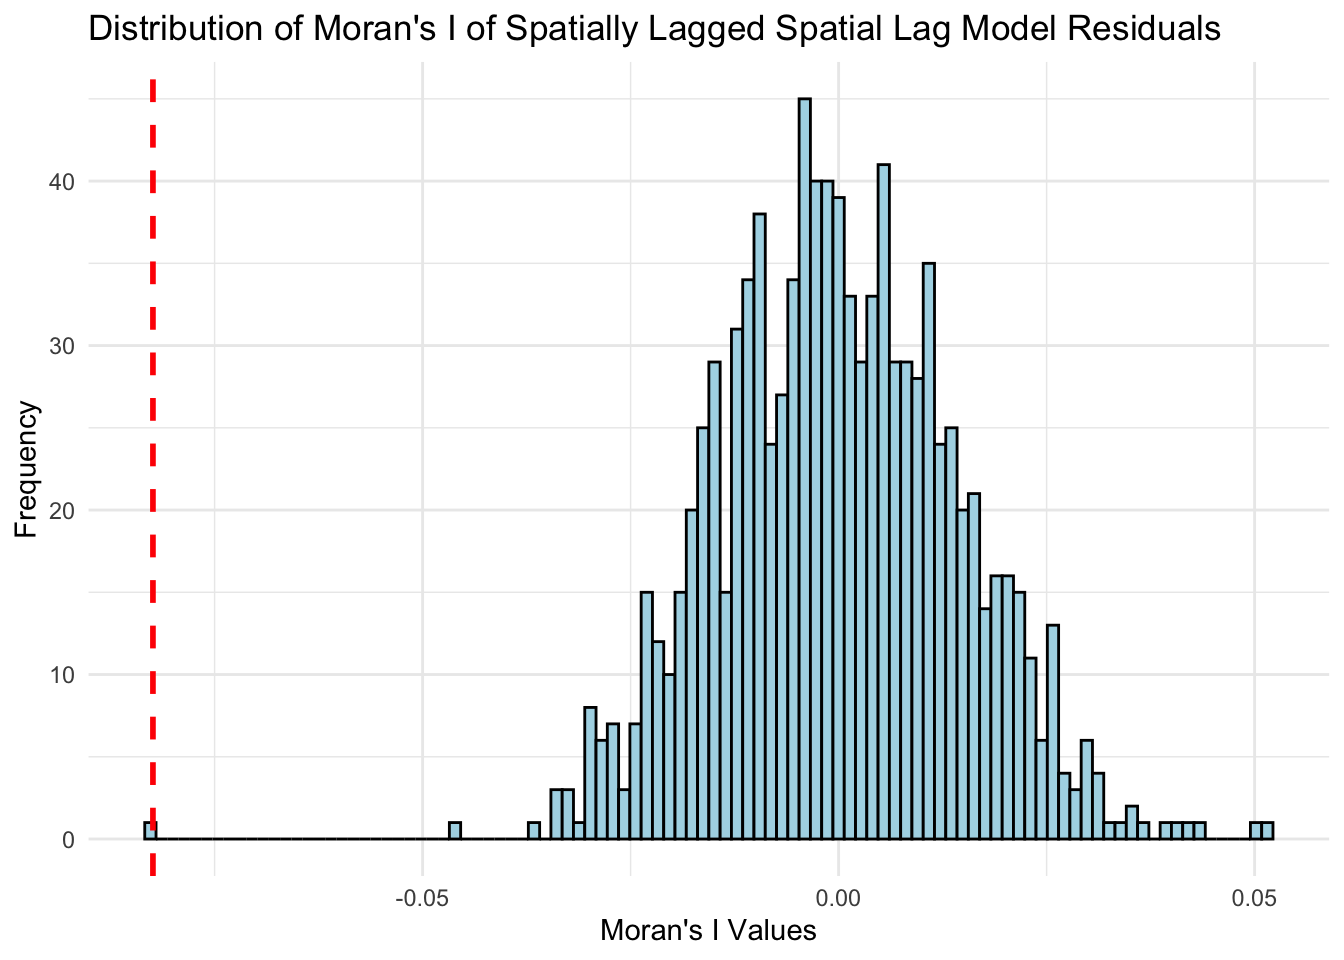 Distribution of Moran's I of Spatially Lagged Spatial Lag Model Residuals
Frequency
40
30
20
10
0
-0.05
0.00
0.05
Moran's I Values